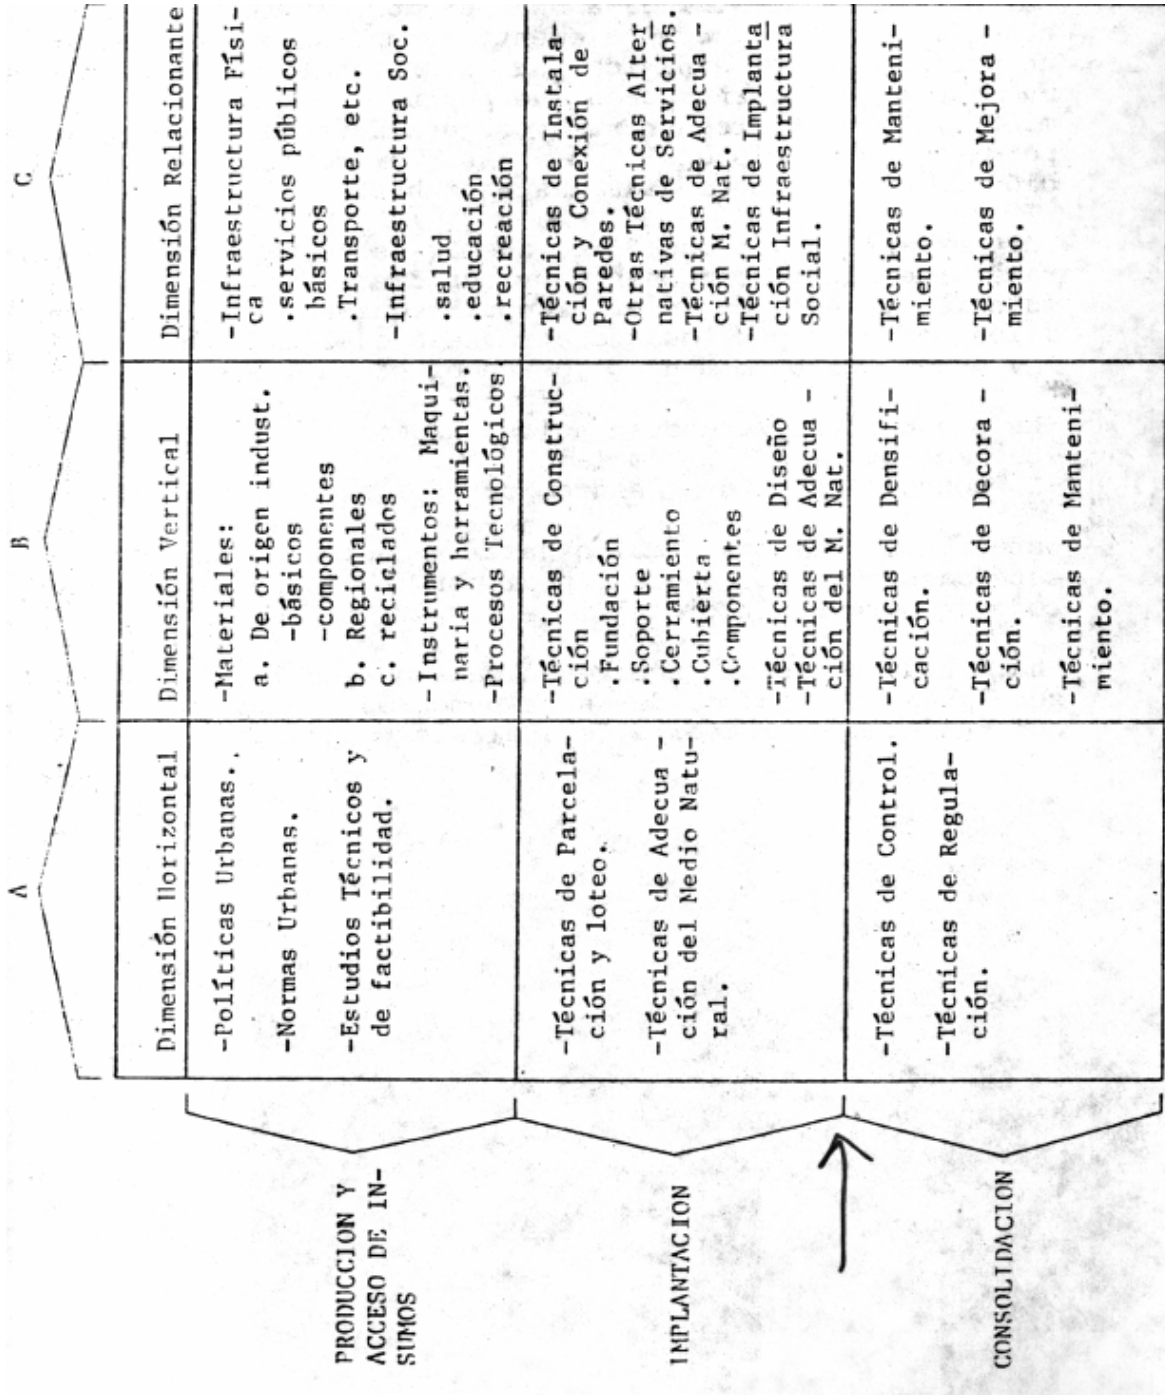 A
B
C
Dimensión Horizontal
Dimensión Vertical
Dimensión Relacionante
PRODUCCION Y
ACCESO DE IN-
SUMOS
-Políticas Urbanas.
-Normas Urbanas.
-Estudios Técnicos y
de factibilidad.
-Materiales:
a. De origen indust.
-básicos
-componentes
b. Regionales
c. reciclados
-Instrumentos: Maqui-
naria y herramientas.
-Procesos Tecnológicos.
-Infraestructura Físi-
ca
.servicios públicos
básicos
.Transporte, etc.
-Infraestructura Soc.
.salud
.educación
.recreación
IMPLANTACION
-Técnicas de Parcela-
ción y loteo.
-Técnicas de Adecua -
ción del Medio Natu-
ral.
-Técnicas de Construc-
ción
.Fundación
.Soporte
.Cerramiento
.Cubierta
.Componentes
-Técnicas de Diseño
-Técnicas de Adecua -
ción del M. Nat.
-Técnicas de Instala-
ción y Conexión de
Paredes.
-Otras Técnicas Alter
nativas de Servicios.
-Técnicas de Adecua -
ción M. Nat.
-Técnicas de Implanta
ción Infraestructura
Social.
CONSOLIDACION
-Técnicas de Control.
-Técnicas de Regula-
ción.
-Técnicas de Densifi-
cación.
-Técnicas de Decora -
ción.
-Técnicas de Manteni-
miento.
-Técnicas de Manteni-
miento.
-Técnicas de Mejora -
miento.